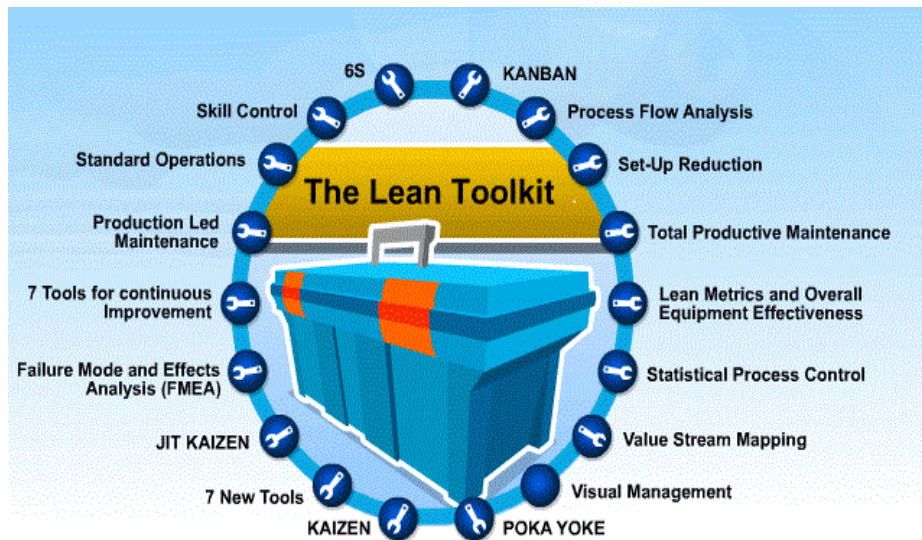 6S
KANBAN
Skill Control
Process Flow Analysis
Standard Operations
Set-Up Reduction
The Lean Toolkit
Production Led
Maintenance
Total Productive Maintenance
7 Tools for continuous
Improvement
Lean Metrics and Overall
Equipment Effectiveness
Failure Mode and Effects
Analysis (FMEA)
Statistical Process Control
JIT KAIZEN
Value Stream Mapping
7 New Tools
Visual Management
KAIZEN
POKA YOKE